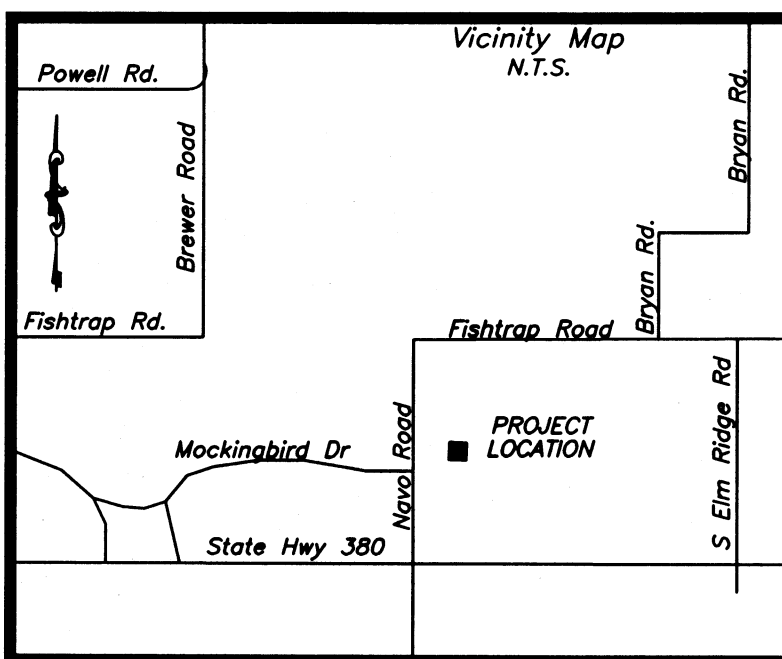 Vicinity Map
N.T.S.
Powell Rd.
Brewer Road
Bryan Rd.
Bryan Rd.
Fishtrap Rd.
Fishtrap Road
PROJECT
LOCATION
S Elm Ridge Rd
Mockingbird Dr
Navo Road
State Hwy 380